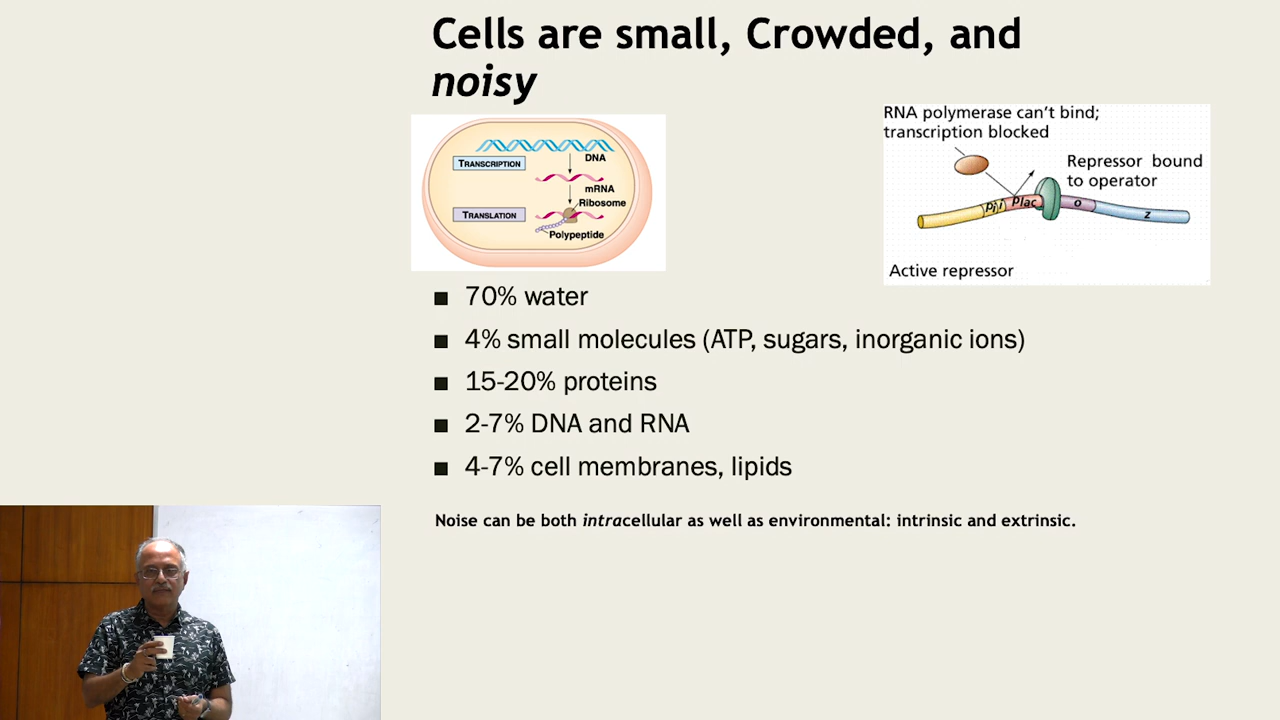 Cells are small, Crowded, and
noisy
TRANSCRIPTION
DNA
mRNA
Ribosome
TRANSLATION
Polypeptide
RNA polymerase can't bind;
transcription blocked
Repressor bound
to operator
Plac
o
z
Active repressor
■ 70% water
■ 4% small molecules (ATP, sugars, inorganic ions)
■ 15-20% proteins
■ 2-7% DNA and RNA
■ 4-7% cell membranes, lipids
Noise can be both intracellular as well as environmental: intrinsic and extrinsic.